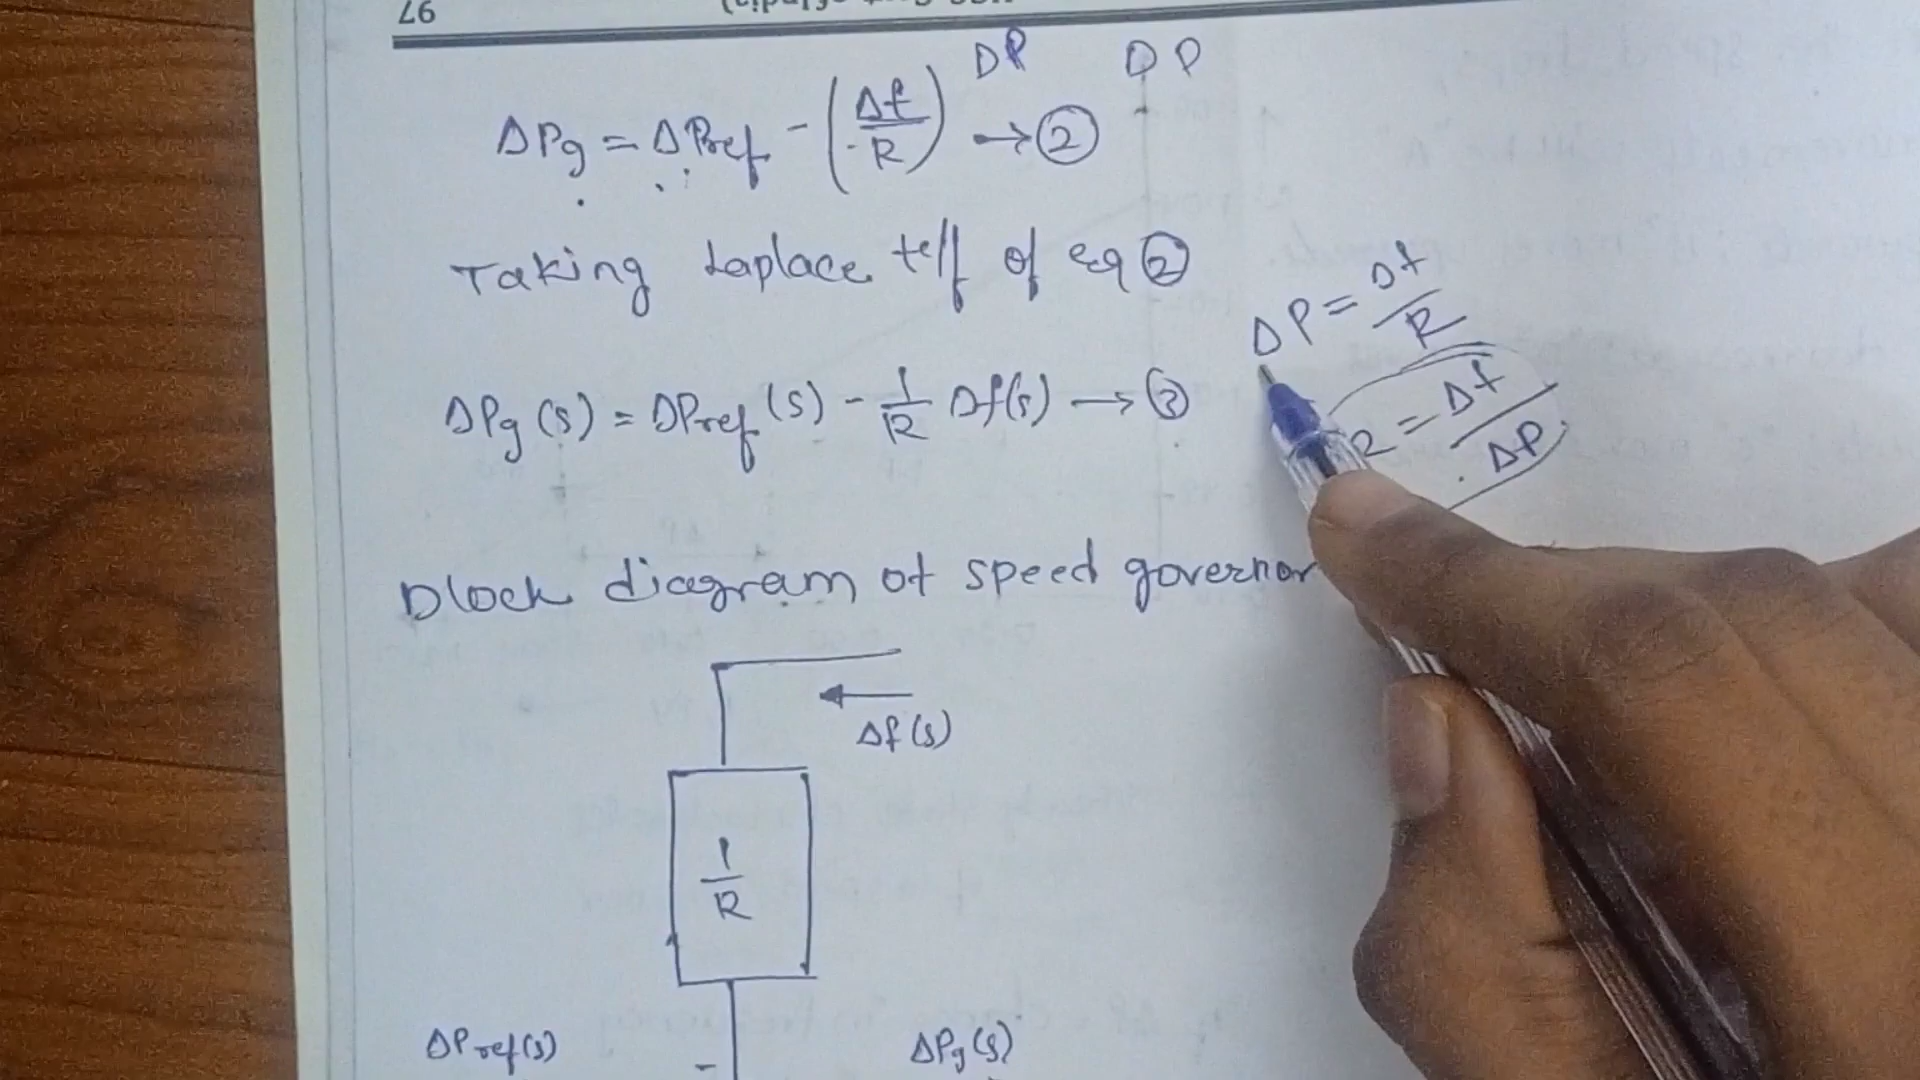 97
ΔP ΔP
ΔPg = ΔPref - (Δf/R) → ②
Taking Laplace t/f of eq ②
ΔPg(s) = ΔPref(s) - 1/R Δf(s) → ③
ΔP = Δf/R
R = Δf/ΔP
Block diagram of speed governor
Δf(s)
1/R
ΔPref(s) ΔPg(s)
-